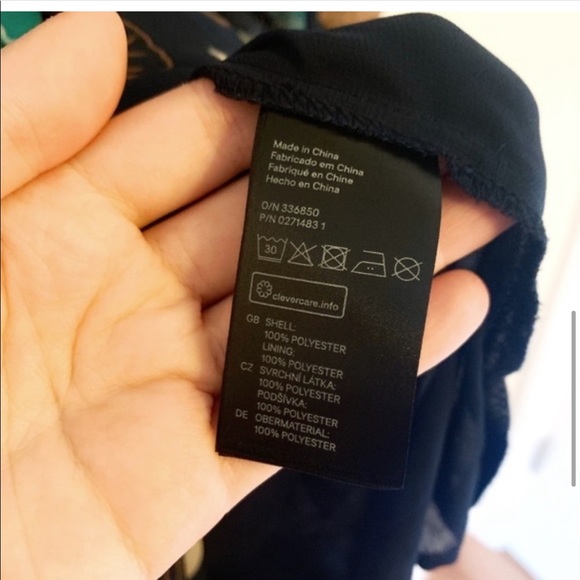 Made in China
Fabricado em China
Fabriqué en Chine
Hecho en China
O/N 336850
P/N 0271483 1
30
clevercare.info
GB SHELL:
100% POLYESTER
LINING:
100% POLYESTER
CZ SVRCHNÍ LÁTKA:
100% POLYESTER
PODŠÍVKA:
100% POLYESTER
DE OBERMATERIAL:
100% POLYESTER